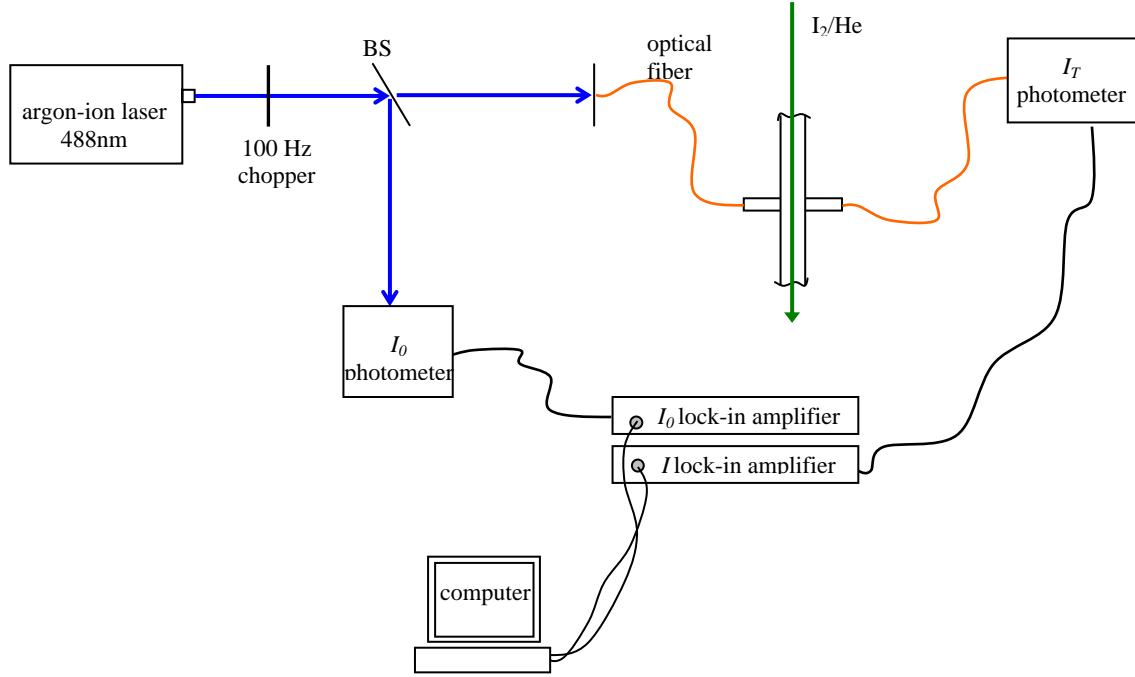 argon-ion laser
488nm
100 Hz
chopper
BS
optical
fiber
I₂/He
I_T
photometer
I₀
photometer
I₀ lock-in amplifier
I lock-in amplifier
computer